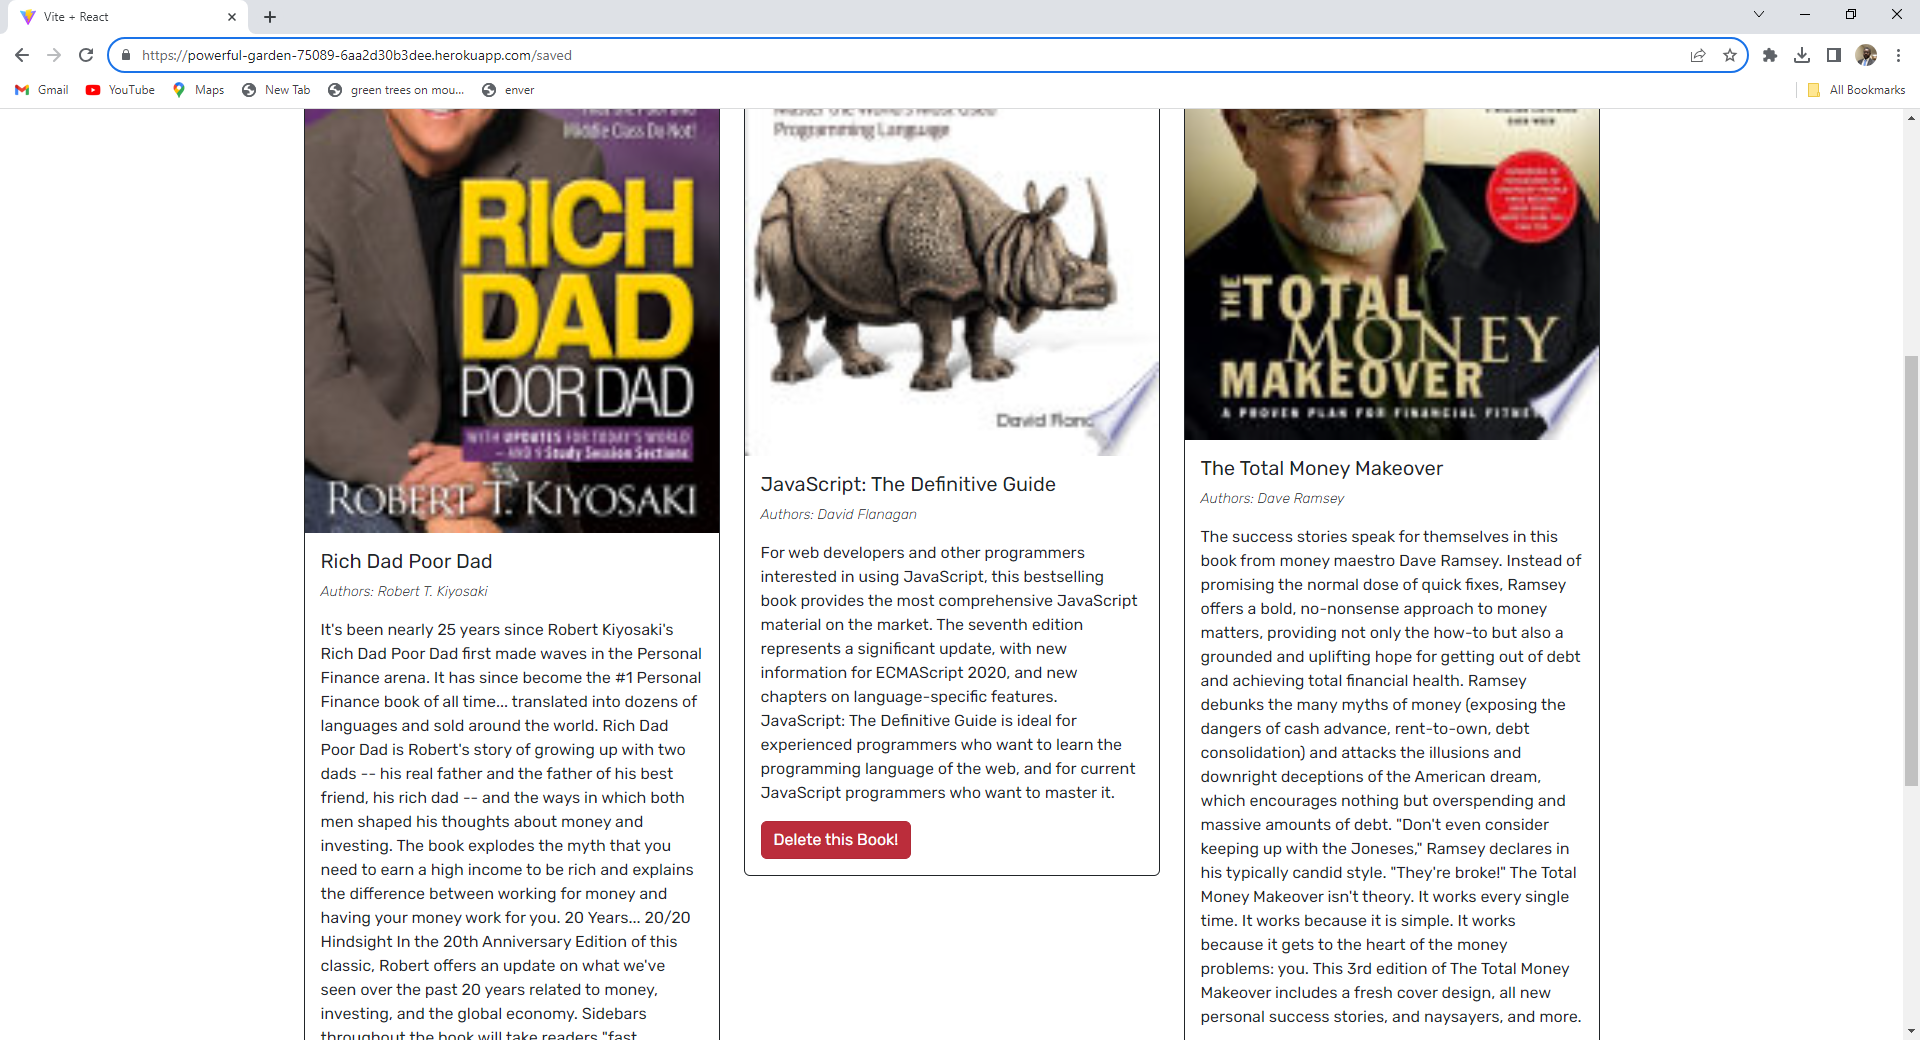 Vite + React
https://powerful-garden-75089-6aa2d30b3dee.herokuapp.com/saved
Gmail
YouTube
Maps
New Tab
green trees on mou...
enver
All Bookmarks
Middle Class Do Not!
RICH
DAD
POOR DAD
WITH UPDATES FOR TODAY'S WORLD
– AND 9 Study Session Sections
ROBERT T. KIYOSAKI
Rich Dad Poor Dad
Authors: Robert T. Kiyosaki
It's been nearly 25 years since Robert Kiyosaki's
Rich Dad Poor Dad first made waves in the Personal
Finance arena. It has since become the #1 Personal
Finance book of all time... translated into dozens of
languages and sold around the world. Rich Dad
Poor Dad is Robert's story of growing up with two
dads -- his real father and the father of his best
friend, his rich dad -- and the ways in which both
men shaped his thoughts about money and
investing. The book explodes the myth that you
need to earn a high income to be rich and explains
the difference between working for money and
having your money work for you. 20 Years... 20/20
Hindsight In the 20th Anniversary Edition of this
classic, Robert offers an update on what we've
seen over the past 20 years related to money,
investing, and the global economy. Sidebars
throughout the book will take readers "fast
Master the World's Most-Used
Programming Language
David Flana
JavaScript: The Definitive Guide
Authors: David Flanagan
For web developers and other programmers
interested in using JavaScript, this bestselling
book provides the most comprehensive JavaScript
material on the market. The seventh edition
represents a significant update, with new
information for ECMAScript 2020, and new
chapters on language-specific features.
JavaScript: The Definitive Guide is ideal for
experienced programmers who want to learn the
programming language of the web, and for current
JavaScript programmers who want to master it.
Delete this Book!
THE TOTAL
MONEY
MAKEOVER
A PROVEN PLAN FOR FINANCIAL FITNE
The Total Money Makeover
Authors: Dave Ramsey
The success stories speak for themselves in this
book from money maestro Dave Ramsey. Instead of
promising the normal dose of quick fixes, Ramsey
offers a bold, no-nonsense approach to money
matters, providing not only the how-to but also a
grounded and uplifting hope for getting out of debt
and achieving total financial health. Ramsey
debunks the many myths of money (exposing the
dangers of cash advance, rent-to-own, debt
consolidation) and attacks the illusions and
downright deceptions of the American dream,
which encourages nothing but overspending and
massive amounts of debt. "Don't even consider
keeping up with the Joneses," Ramsey declares in
his typically candid style. "They're broke!" The Total
Money Makeover isn't theory. It works every single
time. It works because it is simple. It works
because it gets to the heart of the money
problems: you. This 3rd edition of The Total Money
Makeover includes a fresh cover design, all new
personal success stories, and naysayers, and more.